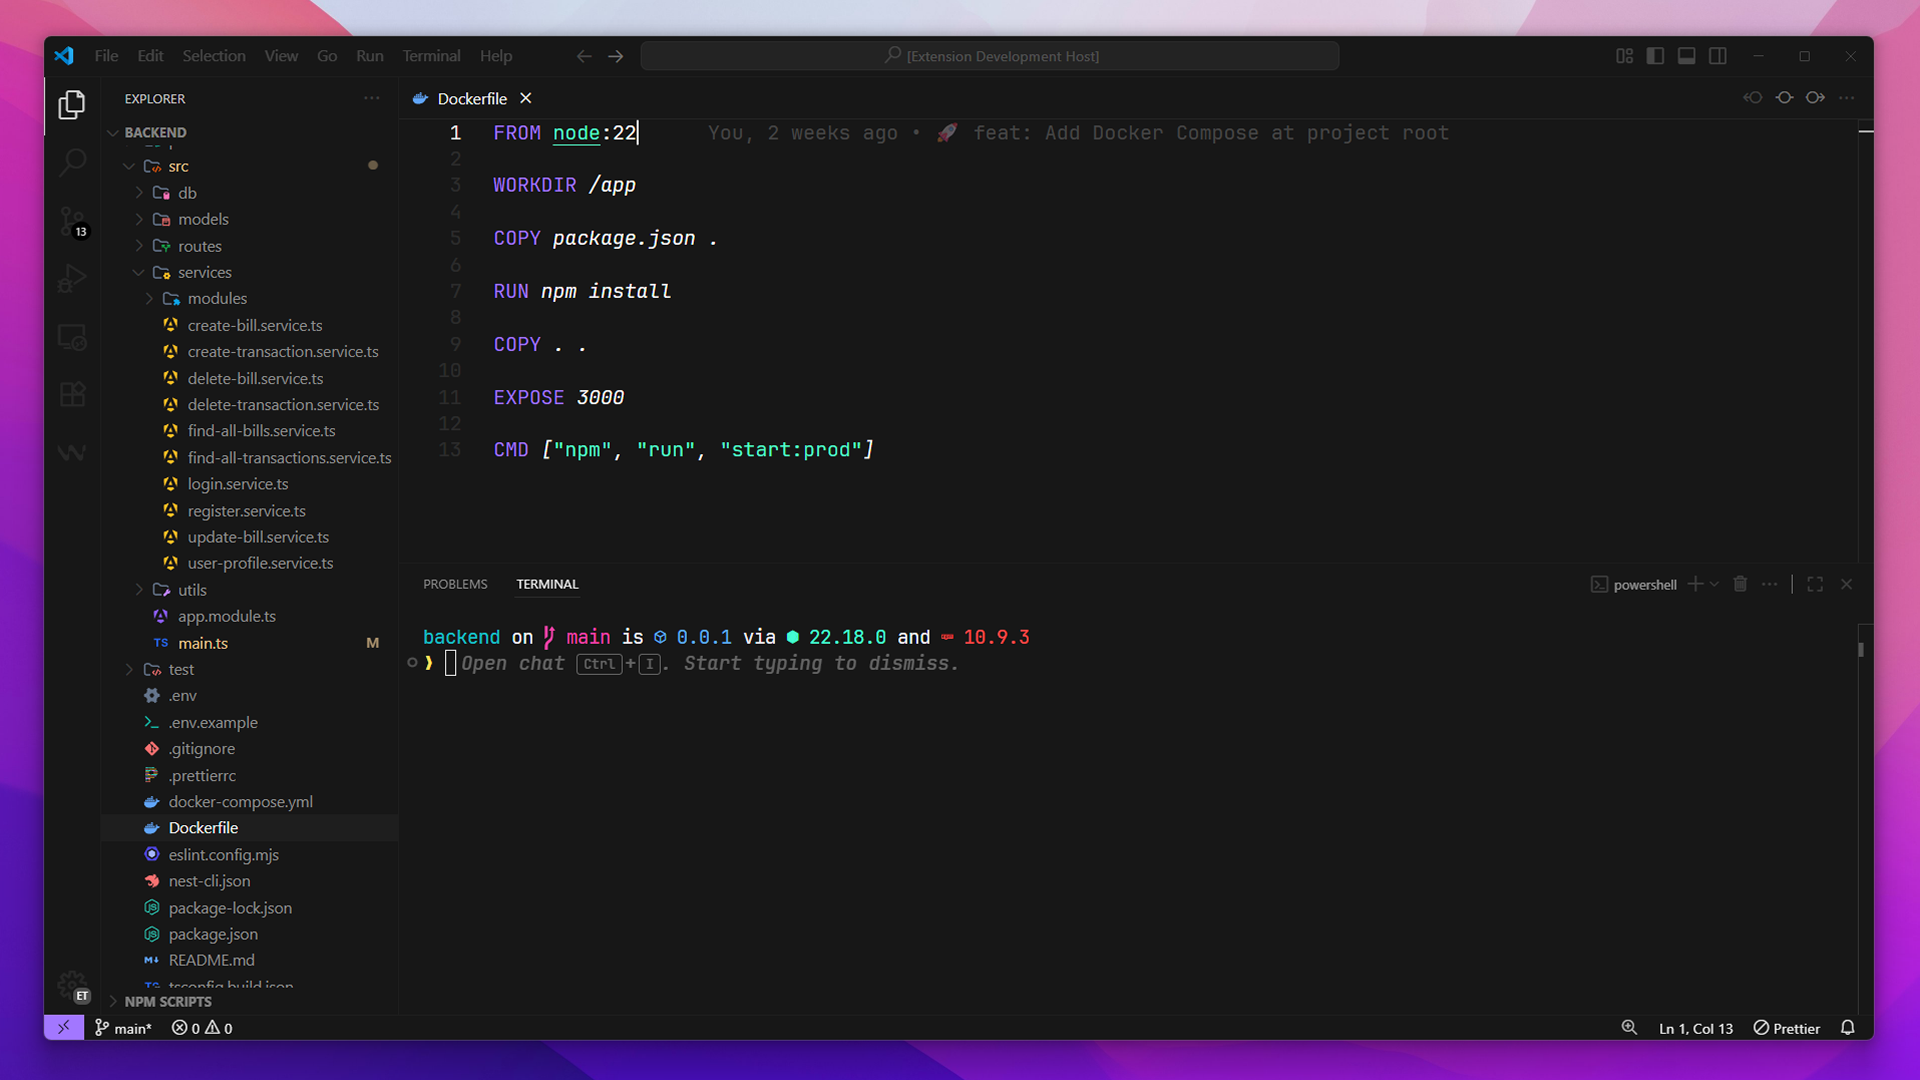 File Edit Selection View Go Run Terminal Help
[Extension Development Host]
EXPLORER
BACKEND
src
db
models
routes
services
modules
create-bill.service.ts
create-transaction.service.ts
delete-bill.service.ts
delete-transaction.service.ts
find-all-bills.service.ts
find-all-transactions.service.ts
login.service.ts
register.service.ts
update-bill.service.ts
user-profile.service.ts
utils
app.module.ts
TS main.ts M
test
.env
.env.example
.gitignore
.prettierrc
docker-compose.yml
Dockerfile
eslint.config.mjs
nest-cli.json
package-lock.json
package.json
README.md
tsconfig.build.json
NPM SCRIPTS
13
ET
Dockerfile
1 FROM node:22 You, 2 weeks ago • 🚀 feat: Add Docker Compose at project root
2
3 WORKDIR /app
4
5 COPY package.json .
6
7 RUN npm install
8
9 COPY . .
10
11 EXPOSE 3000
12
13 CMD ["npm", "run", "start:prod"]
PROBLEMS TERMINAL
powershell
backend on main is 0.0.1 via 22.18.0 and 10.9.3
❯ Open chat Ctrl+I. Start typing to dismiss.
main* 0 0
Ln 1, Col 13 Prettier